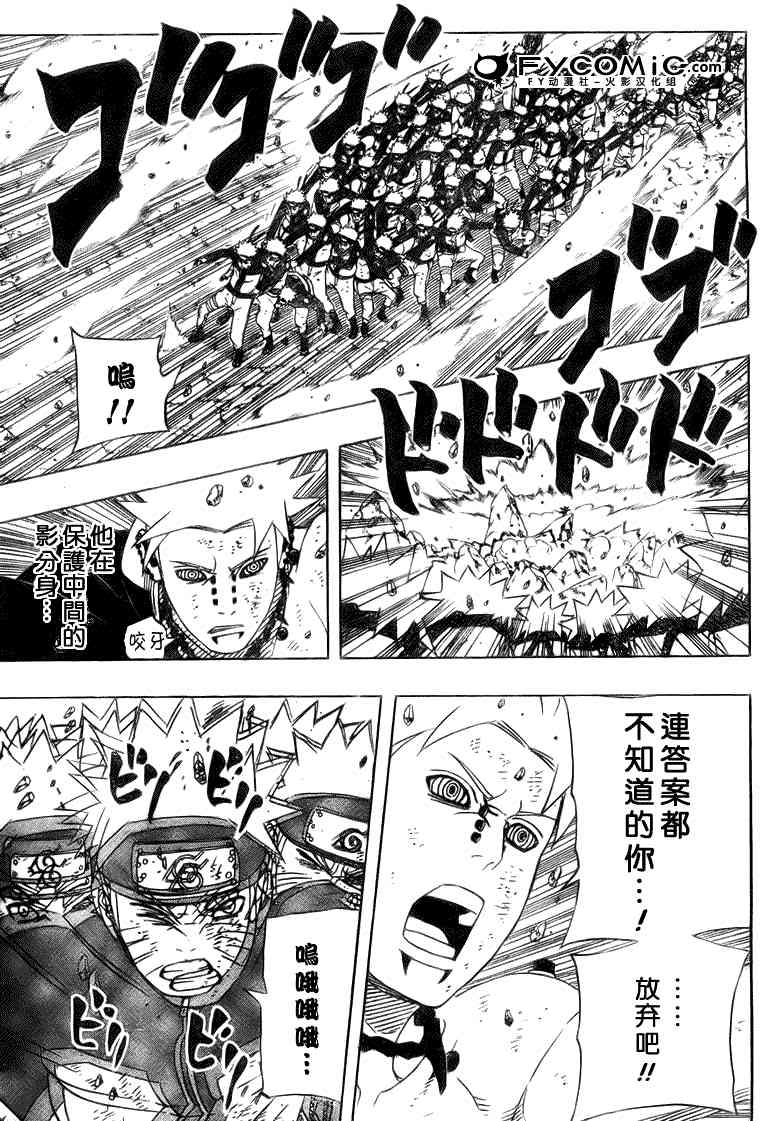 FYCOMiC.com
FY动漫社-火影汉化组
ゴゴゴゴ
ゴゴゴ
嗚!!
ドドドド
他在
保護中間的
影分身…
咬牙
連答案都
不知道的你…!
……
放弃吧!!
ビリ
ビリ
ビリ
ビリ
嗚哦哦哦…